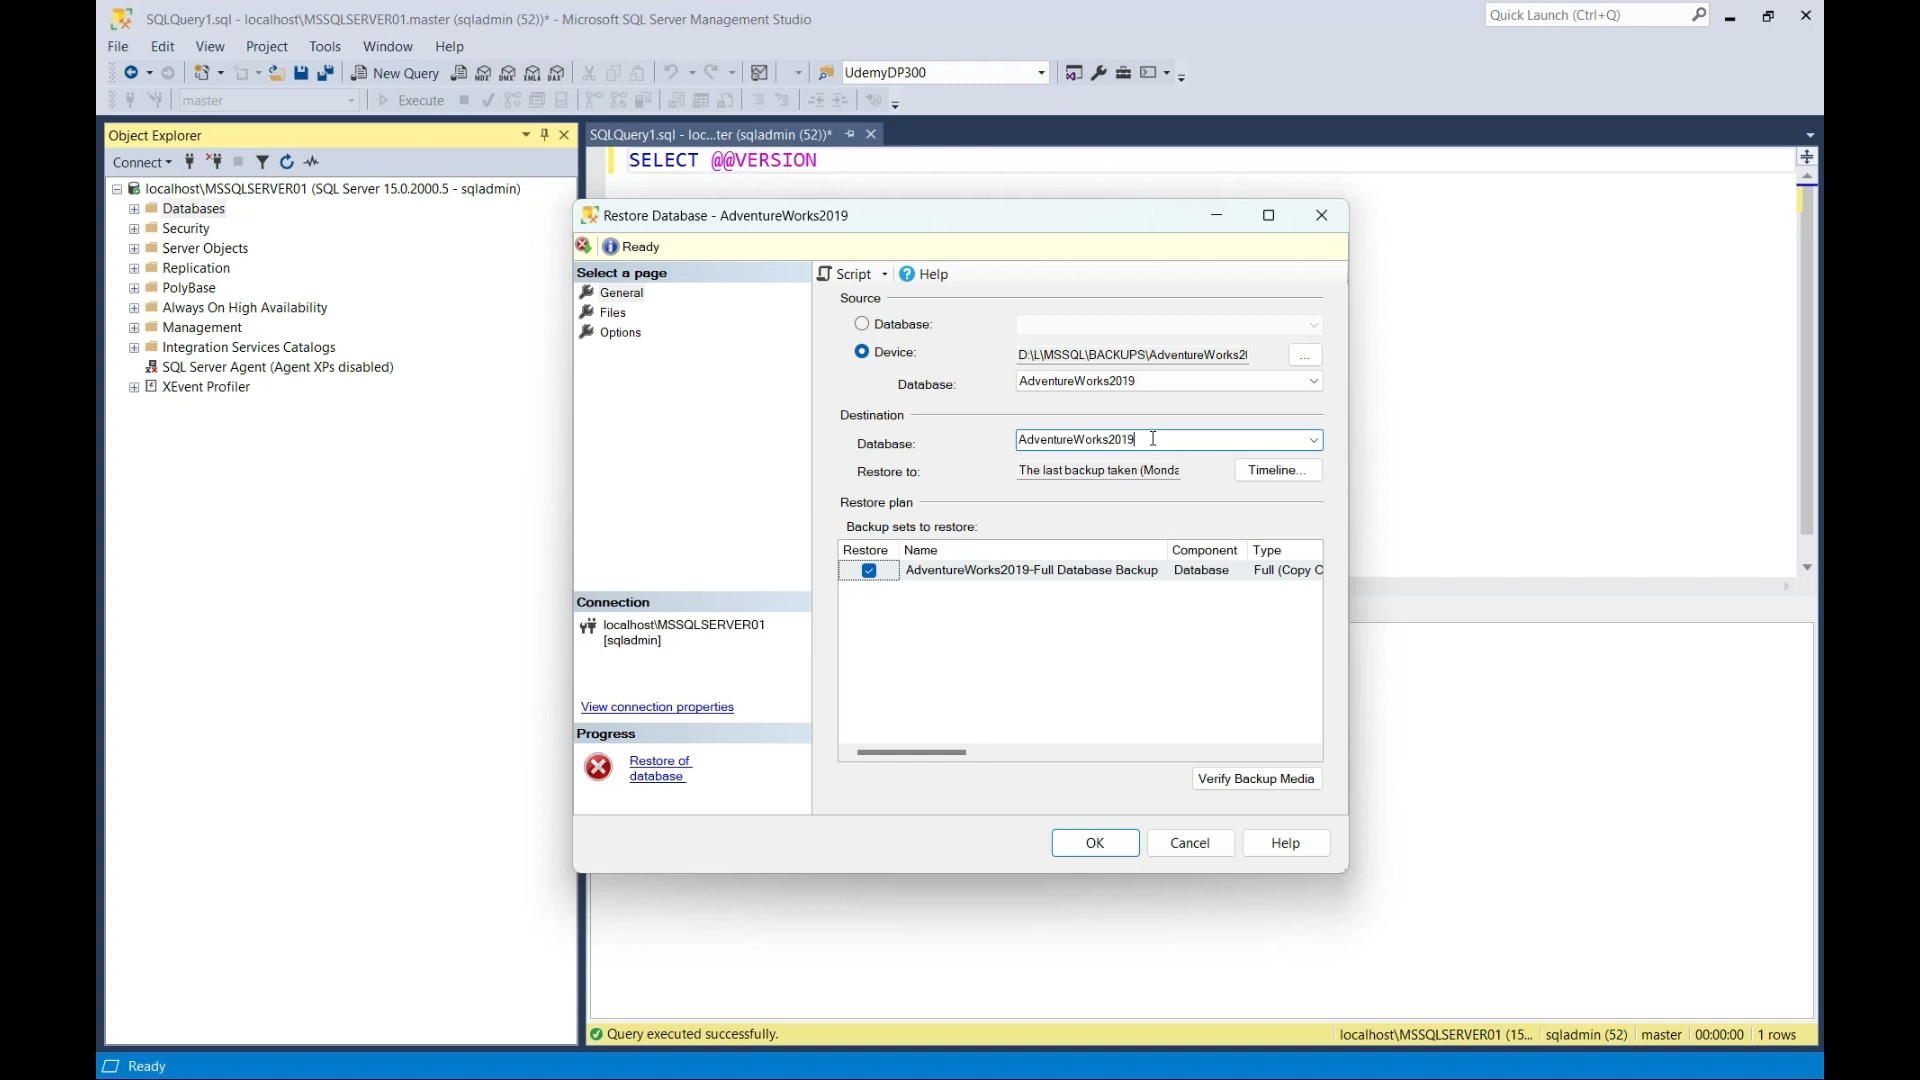 SQLQuery1.sql - localhost\MSSQLSERVER01.master (sqladmin (52))* - Microsoft SQL Server Management Studio
Quick Launch (Ctrl+Q)
File Edit View Project Tools Window Help
New Query MDX DMX XMLA DAX UdemyDP300
master Execute
Object Explorer
SQLQuery1.sql - loc...ter (sqladmin (52))*
Connect
SELECT @@VERSION
localhost\MSSQLSERVER01 (SQL Server 15.0.2000.5 - sqladmin)
Databases
Security
Server Objects
Replication
PolyBase
Always On High Availability
Management
Integration Services Catalogs
SQL Server Agent (Agent XPs disabled)
XEvent Profiler
Restore Database - AdventureWorks2019
Ready
Select a page
General
Files
Options
Script Help
Source
Database:
Device: D:\L\MSSQL\BACKUPS\AdventureWorks2 ...
Database: AdventureWorks2019
Destination
Database: AdventureWorks2019
Restore to: The last backup taken (Monda Timeline...
Restore plan
Backup sets to restore:
Restore Name Component Type
AdventureWorks2019-Full Database Backup Database Full (Copy O
Connection
localhost\MSSQLSERVER01
[sqladmin]
View connection properties
Progress
Restore of
database
Verify Backup Media
OK Cancel Help
Query executed successfully. localhost\MSSQLSERVER01 (15... sqladmin (52) master 00:00:00 1 rows
Ready